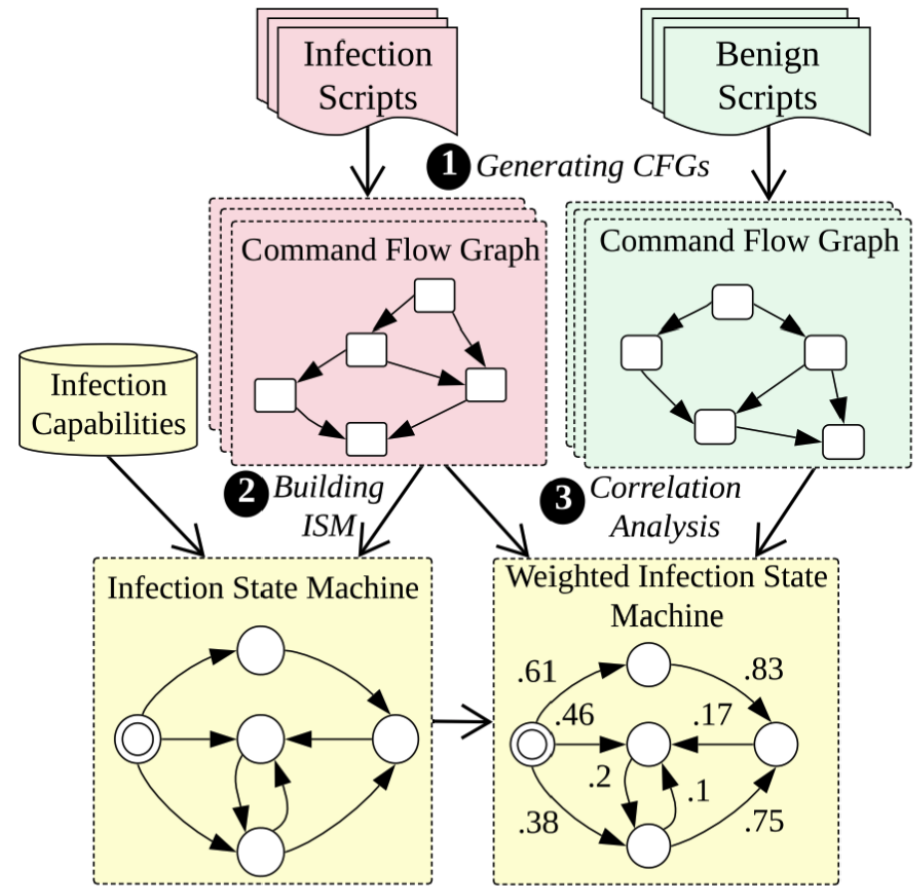 Infection
Scripts
Benign
Scripts
1 Generating CFGs
Command Flow Graph
Command Flow Graph
Infection
Capabilities
2 Building
ISM
3 Correlation
Analysis
Infection State Machine
Weighted Infection State
Machine
.61
.83
.46
.17
.2
.1
.38
.75